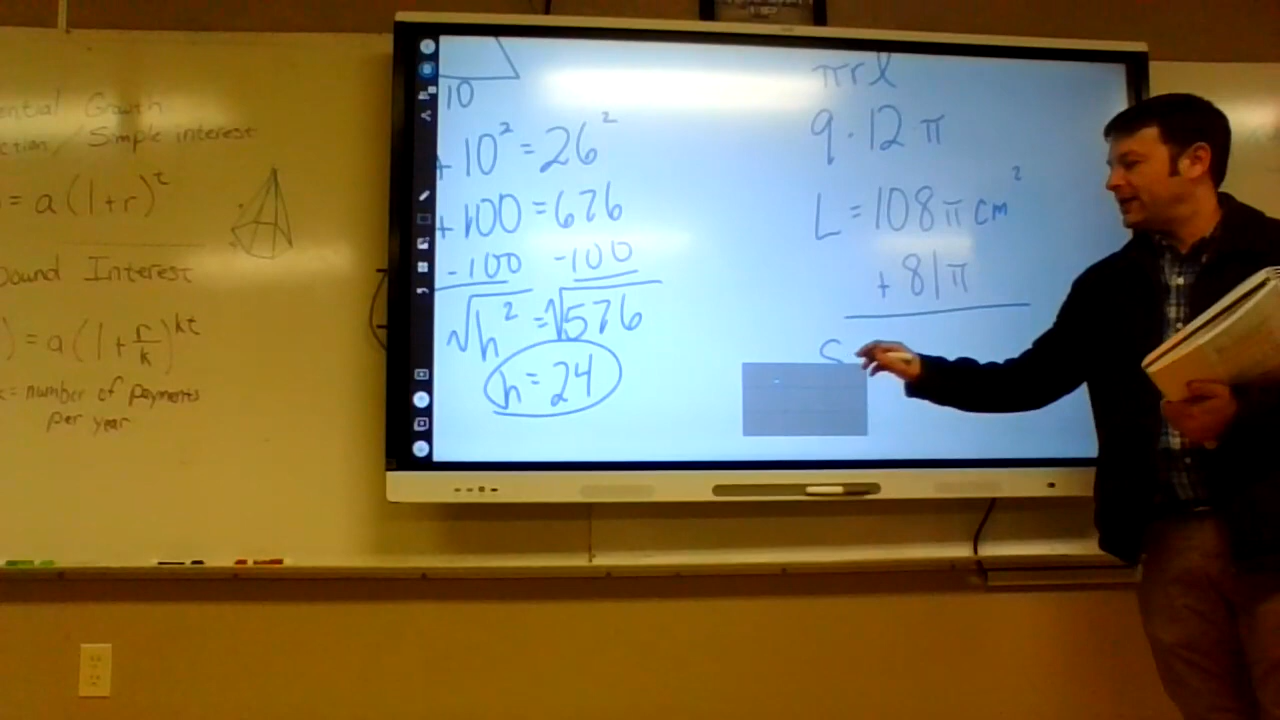 ential Growth
ction / Simple interest
= a(1+r)^t
ound Interest
) = a(1+r/k)^kt
= number of payments
per year
10
+10²=26²
+100=676
-100 -100
√h²=√576
h=24
πrl
9·12·π
L=108π cm²
+81π
S